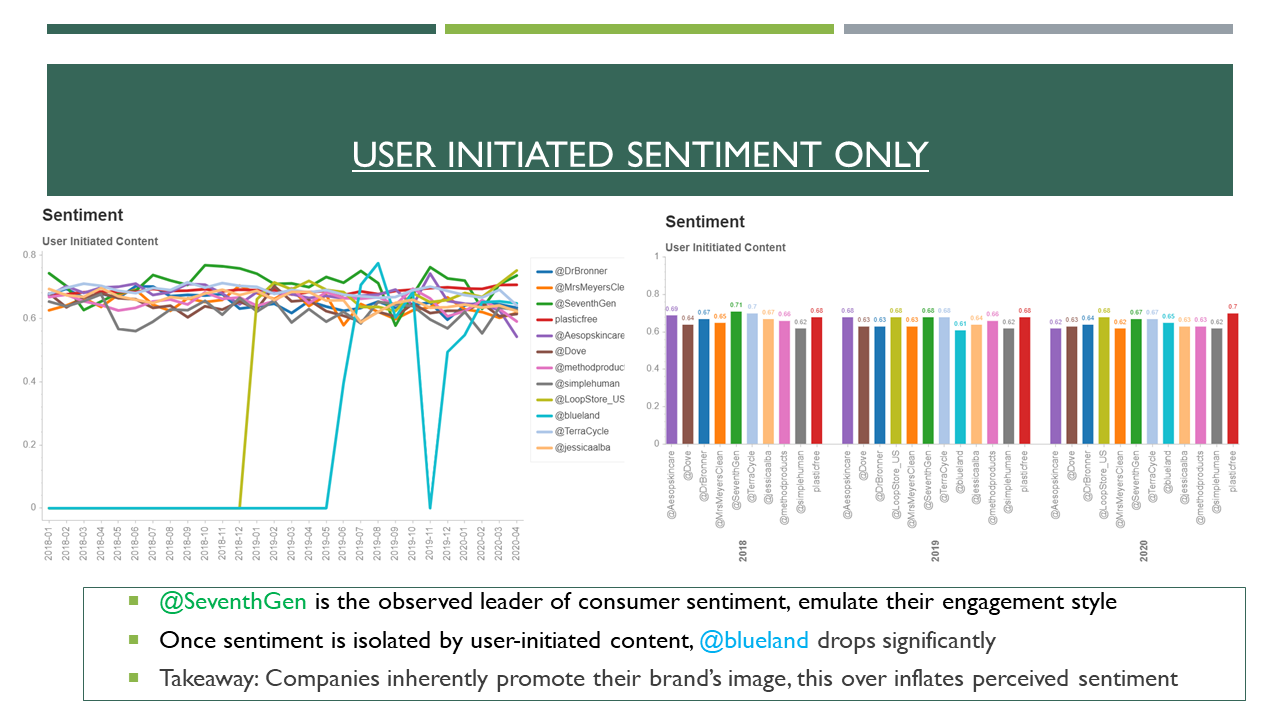 USER INITIATED SENTIMENT ONLY
Sentiment
User Initiated Content
0.8
0.6
0.4
0.2
0
2018-01
2018-02
2018-03
2018-04
2018-05
2018-06
2018-07
2018-08
2018-09
2018-10
2018-11
2018-12
2019-01
2019-02
2019-03
2019-04
2019-05
2019-06
2019-07
2019-08
2019-09
2019-10
2019-11
2019-12
2020-01
2020-02
2020-03
2020-04
@DrBronner
@MrsMeyersCle
@SeventhGen
plasticfree
@Aesopskincare
@Dove
@methodproduc
@simplehuman
@LoopStore_US
@blueland
@TerraCycle
@jessicaalba
Sentiment
User Inititiated Content
1
0.8
0.6
0.4
0.2
0
0.69
0.64
0.67
0.65
0.71
0.7
0.67
0.66
0.62
0.68
0.68
0.63
0.63
0.68
0.63
0.68
0.68
0.61
0.64
0.66
0.62
0.68
0.62
0.63
0.64
0.68
0.62
0.67
0.67
0.65
0.63
0.63
0.62
0.7
@Aesopskincare
@Dove
@DrBronner
@MrsMeyersClean
@SeventhGen
@TerraCycle
@jessicaalba
@methodproducts
@simplehuman
plasticfree
@Aesopskincare
@Dove
@DrBronner
@LoopStore_US
@MrsMeyersClean
@SeventhGen
@TerraCycle
@blueland
@jessicaalba
@methodproducts
@simplehuman
plasticfree
@Aesopskincare
@Dove
@DrBronner
@LoopStore_US
@MrsMeyersClean
@SeventhGen
@TerraCycle
@blueland
@jessicaalba
@methodproducts
@simplehuman
plasticfree
2018
2019
2020
@SeventhGen is the observed leader of consumer sentiment, emulate their engagement style
Once sentiment is isolated by user-initiated content, @blueland drops significantly
Takeaway: Companies inherently promote their brand's image, this over inflates perceived sentiment